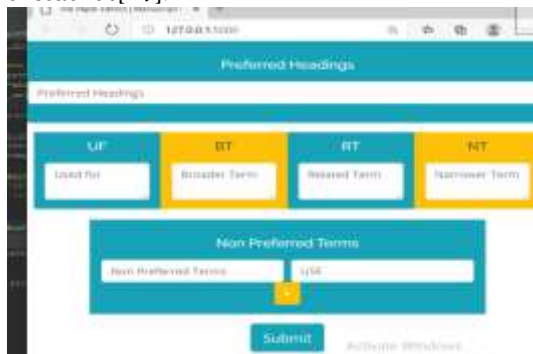 127.0.0.1:5000
Preferred Headings
Preferred Headings
UF BT RT NT
Used for Broader Term Related Term Narrower Term
Non Preferred Terms
Non Preferred Terms USE
+
Submit
Activate Windows